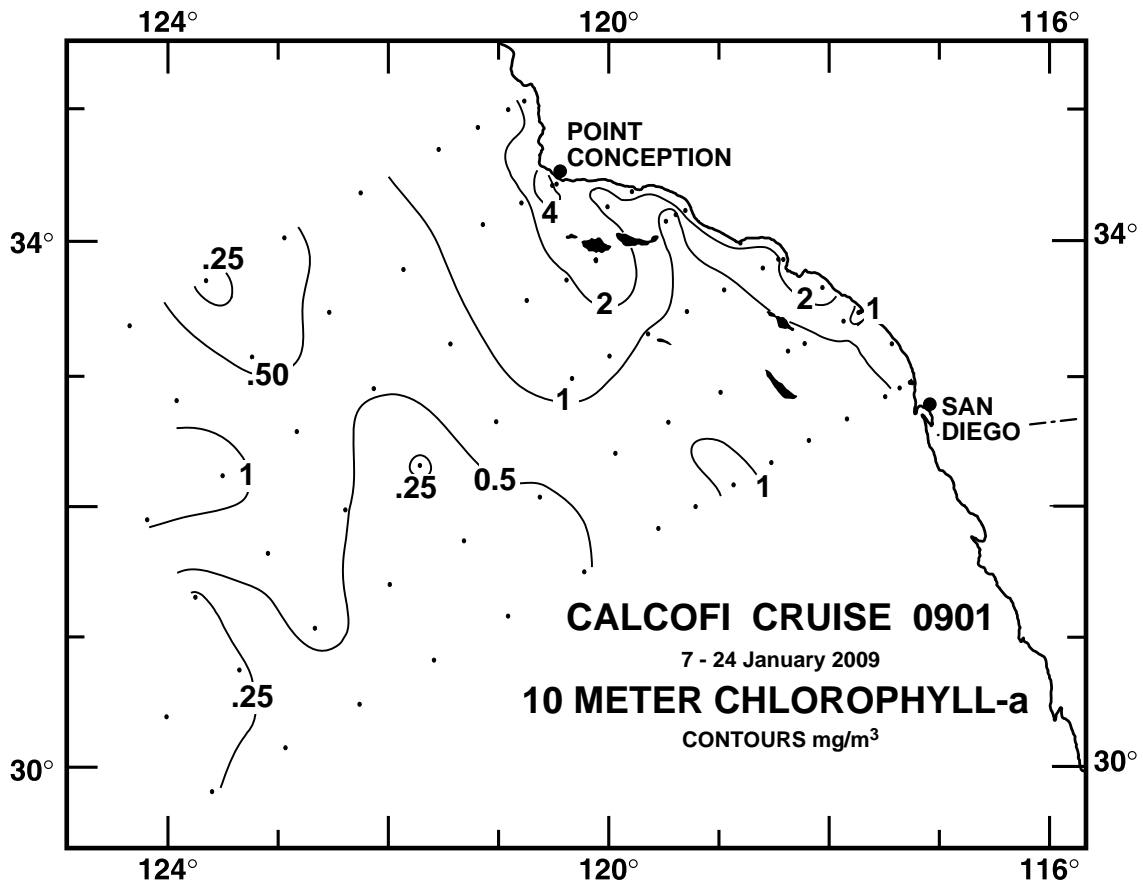 124° 120° 116°
POINT
CONCEPTION
4
34° 34°
.25
2 2 1
.50
1
SAN
DIEGO
1 0.5 1
.25
CALCOFI CRUISE 0901
7 - 24 January 2009
.25
10 METER CHLOROPHYLL-a
CONTOURS mg/m³
30° 30°
124° 120° 116°